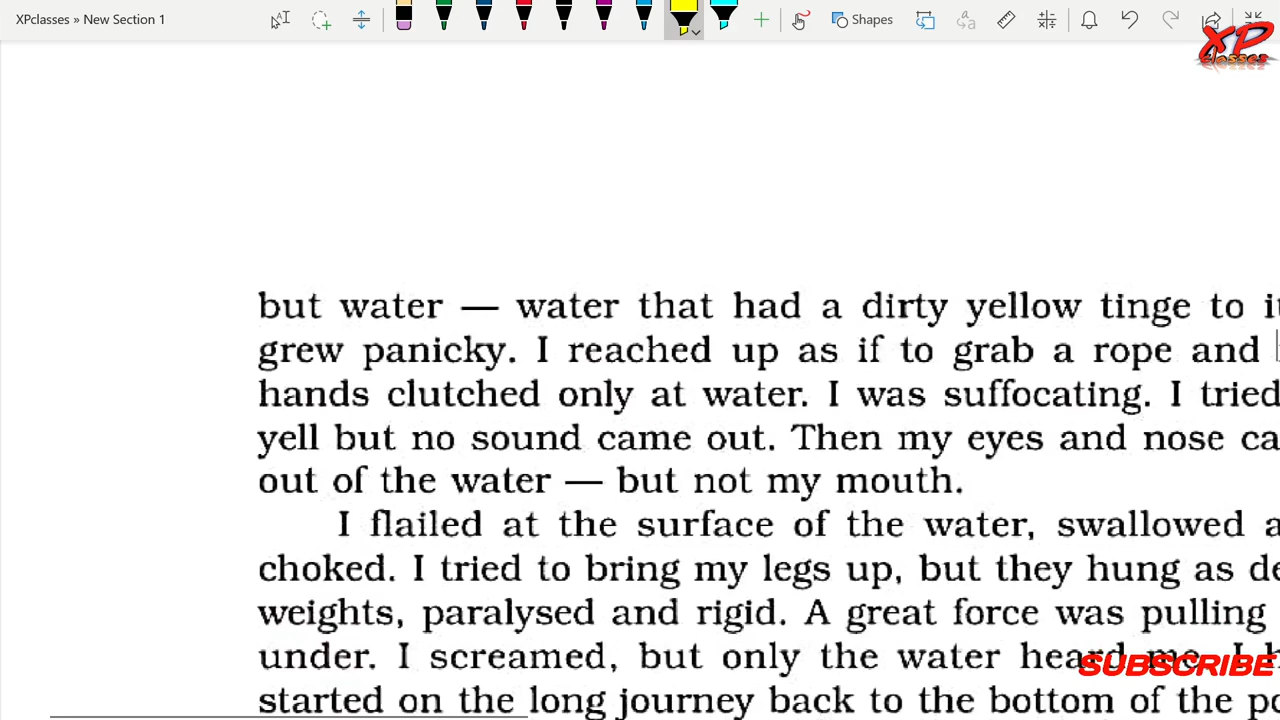 XPclasses » New Section 1
Shapes
XP
classes
but water — water that had a dirty yellow tinge to
grew panicky. I reached up as if to grab a rope and
hands clutched only at water. I was suffocating. I tried
yell but no sound came out. Then my eyes and nose
out of the water — but not my mouth.
I flailed at the surface of the water, swallowed
choked. I tried to bring my legs up, but they hung as
weights, paralysed and rigid. A great force was pulling
under. I screamed, but only the water heard me. I
started on the long journey back to the bottom of the
SUBSCRIBE